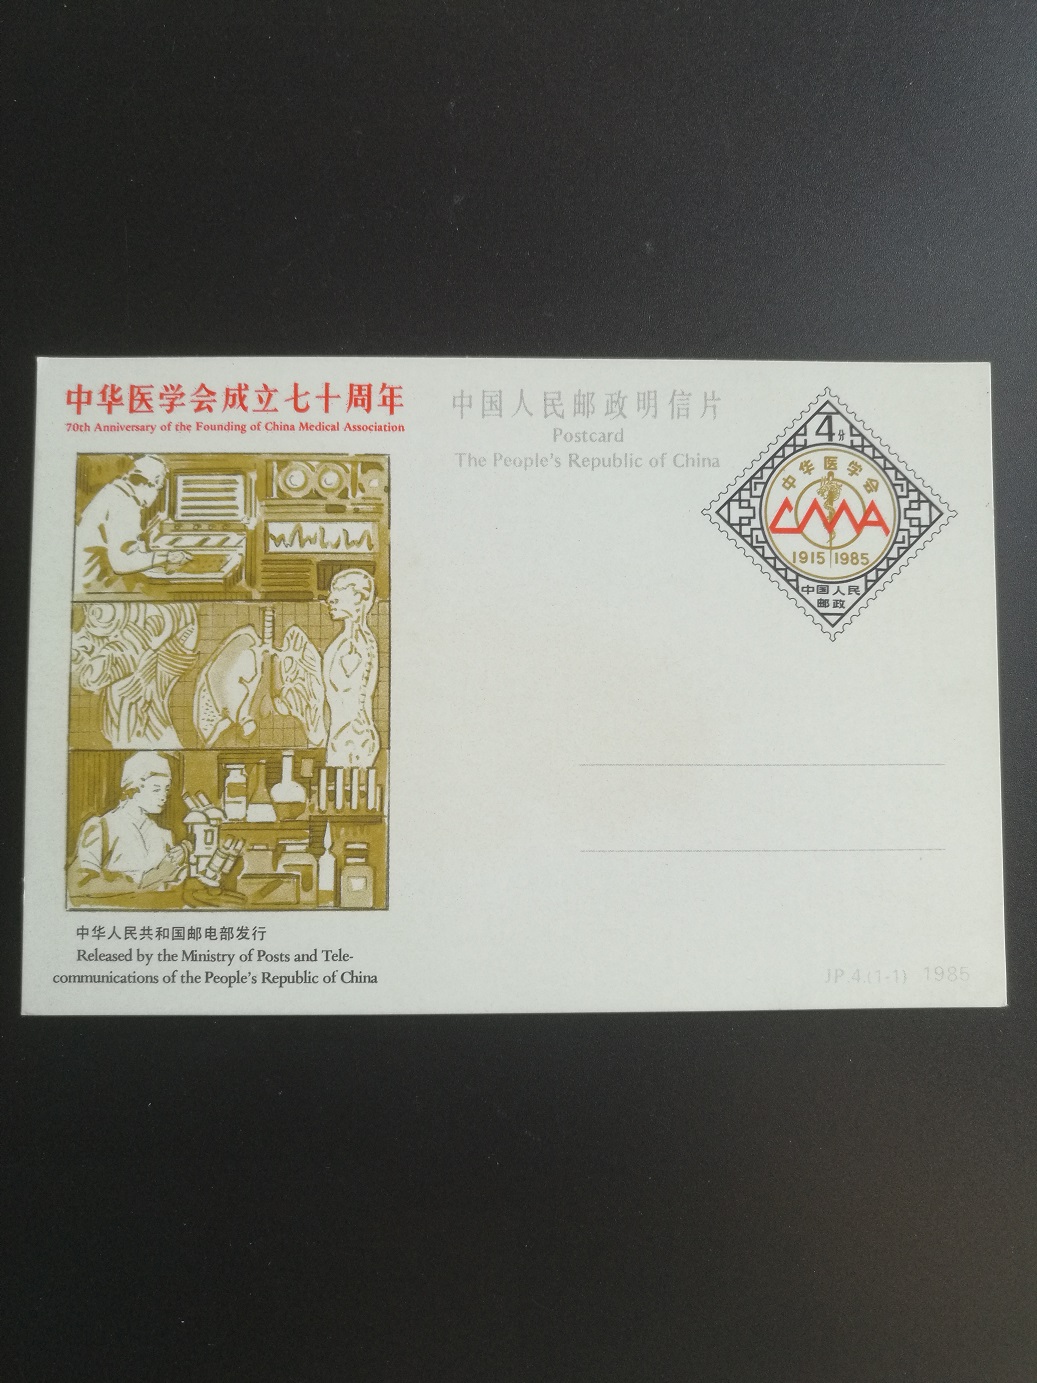 中华医学会成立七十周年
70th Anniversary of the Founding of China Medical Association
中国人民邮政明信片
Postcard
The People's Republic of China
4分
中华医学会
CMA
1915 1985
中国人民
邮政
中华人民共和国邮电部发行
Released by the Ministry of Posts and Tele-
communications of the People's Republic of China
JP.4.(1-1) 1985